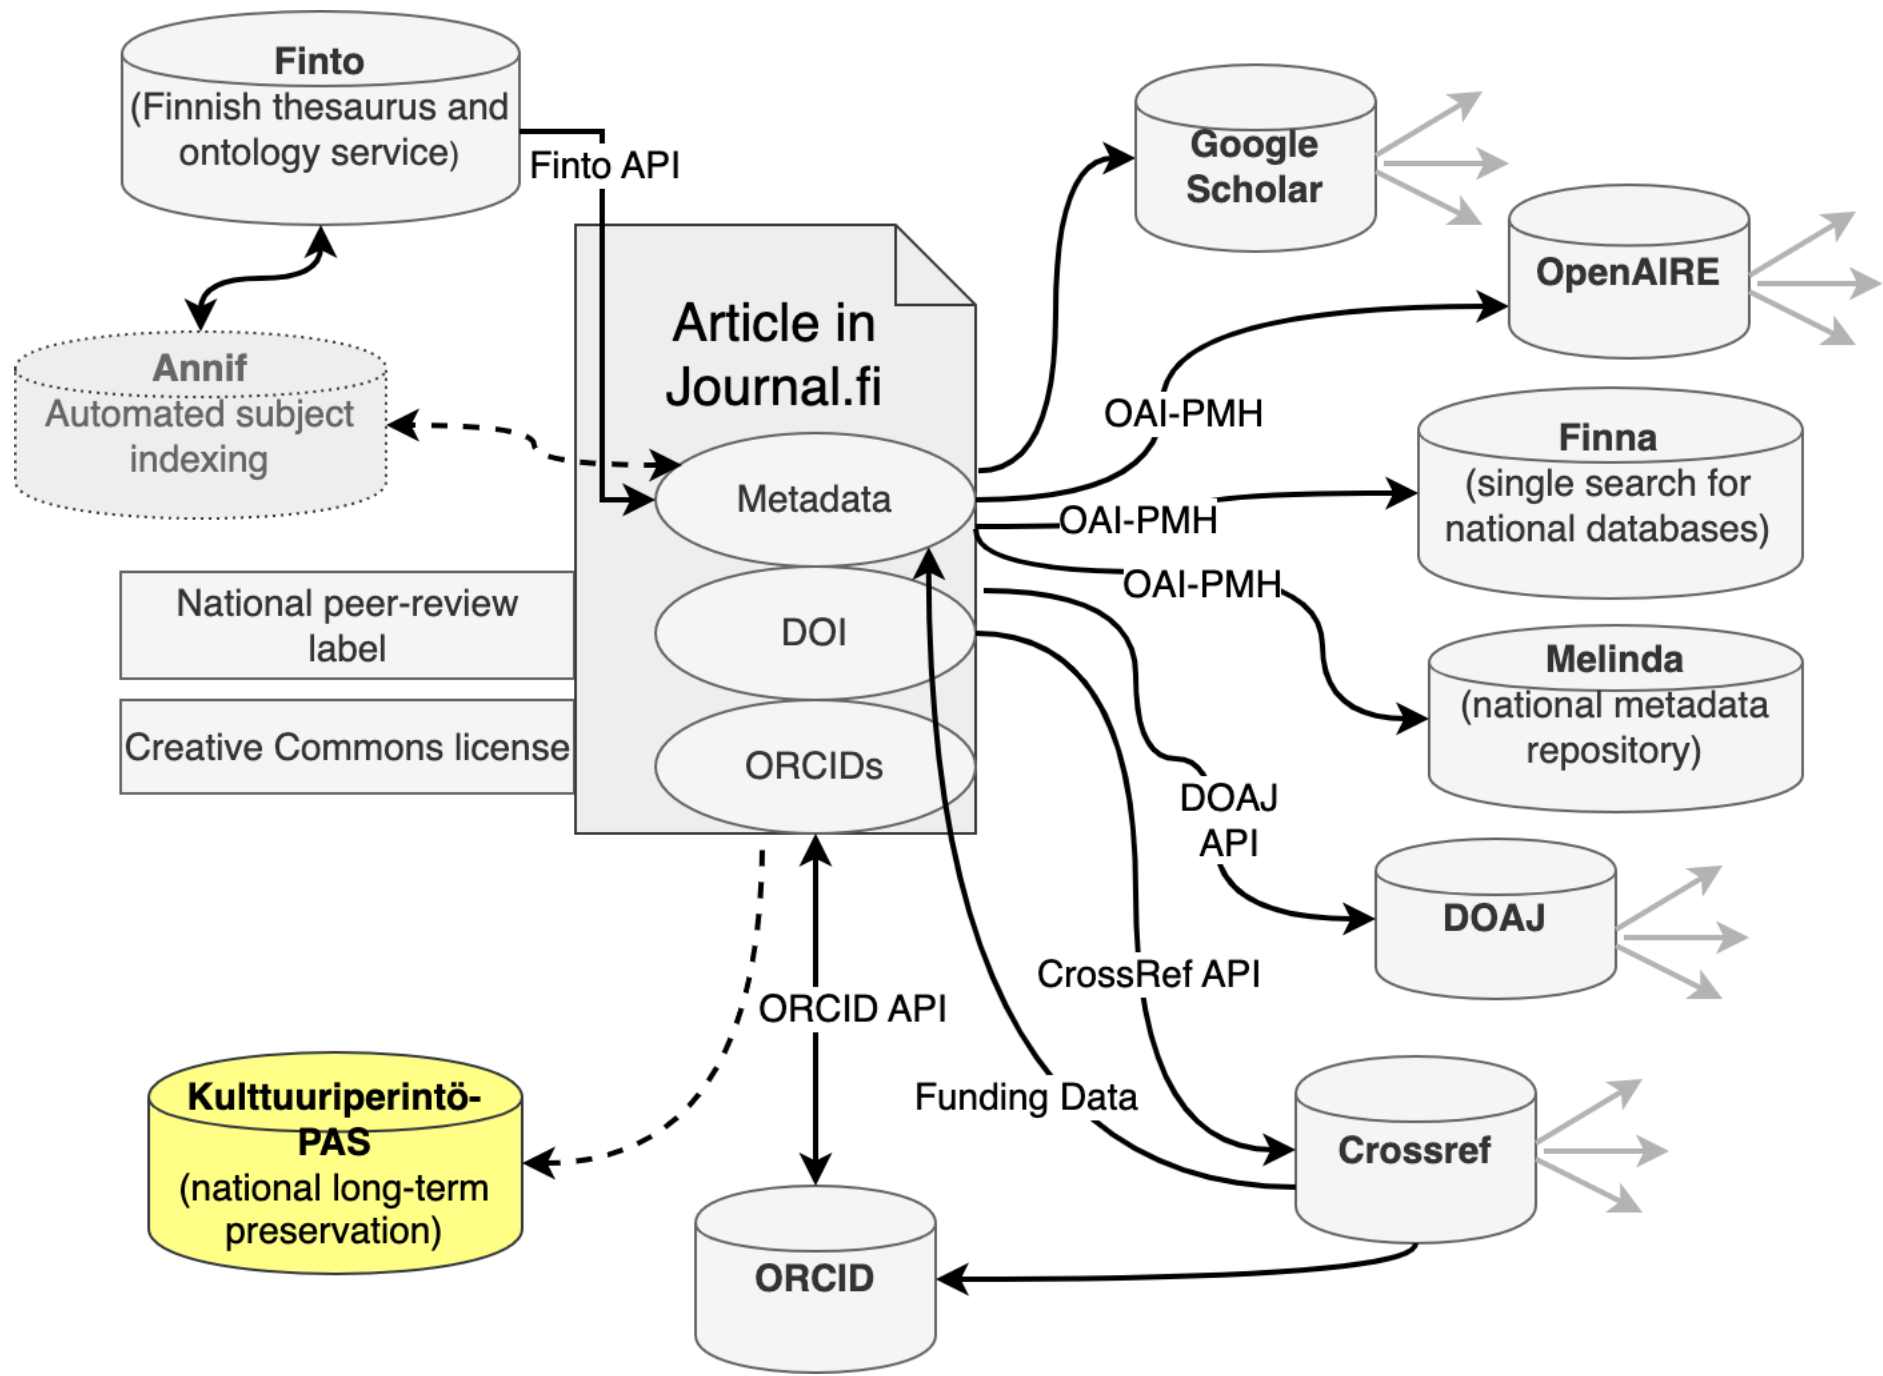 Finto
(Finnish thesaurus and
ontology service)
Finto API
Google
Scholar
OpenAIRE
Article in
Journal.fi
Annif
Automated subject
indexing
OAI-PMH
Finna
(single search for
national databases)
Metadata
OAI-PMH
OAI-PMH
National peer-review
label
DOI
Melinda
(national metadata
repository)
Creative Commons license
ORCIDs
DOAJ
API
DOAJ
CrossRef API
ORCID API
Funding Data
Kulttuuriperintö-
PAS
(national long-term
preservation)
Crossref
ORCID